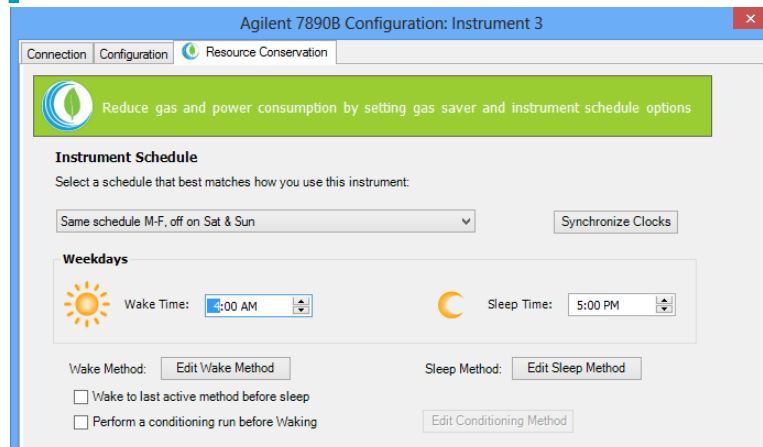 Agilent 7890B Configuration: Instrument 3
Connection Configuration Resource Conservation
Reduce gas and power consumption by setting gas saver and instrument schedule options
Instrument Schedule
Select a schedule that best matches how you use this instrument:
Same schedule M-F, off on Sat & Sun Synchronize Clocks
Weekdays
Wake Time: 4:00 AM Sleep Time: 5:00 PM
Wake Method: Edit Wake Method Sleep Method: Edit Sleep Method
Wake to last active method before sleep
Perform a conditioning run before Waking Edit Conditioning Method